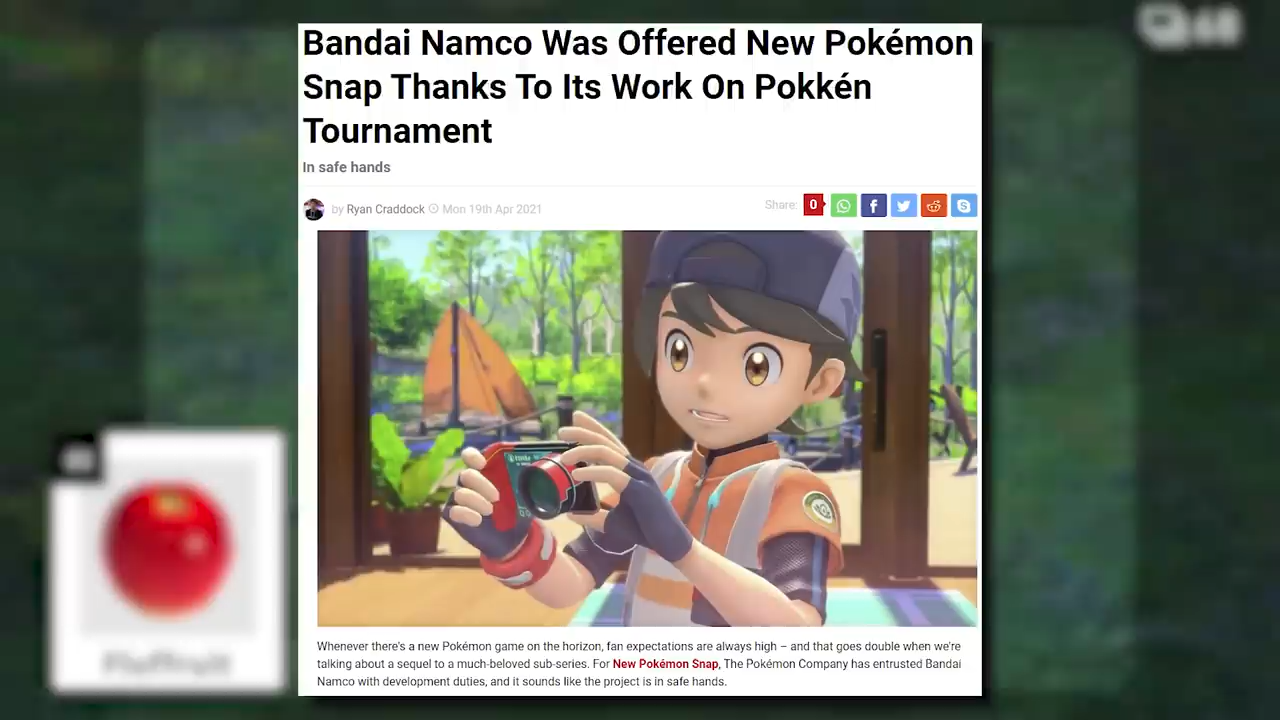 Bandai Namco Was Offered New Pokémon
Snap Thanks To Its Work On Pokkén
Tournament
In safe hands
by Ryan Craddock Mon 19th Apr 2021
Share: 0
Whenever there's a new Pokémon game on the horizon, fan expectations are always high – and that goes double when we're
talking about a sequel to a much-beloved sub-series. For New Pokémon Snap, The Pokémon Company has entrusted Bandai
Namco with development duties, and it sounds like the project is in safe hands.